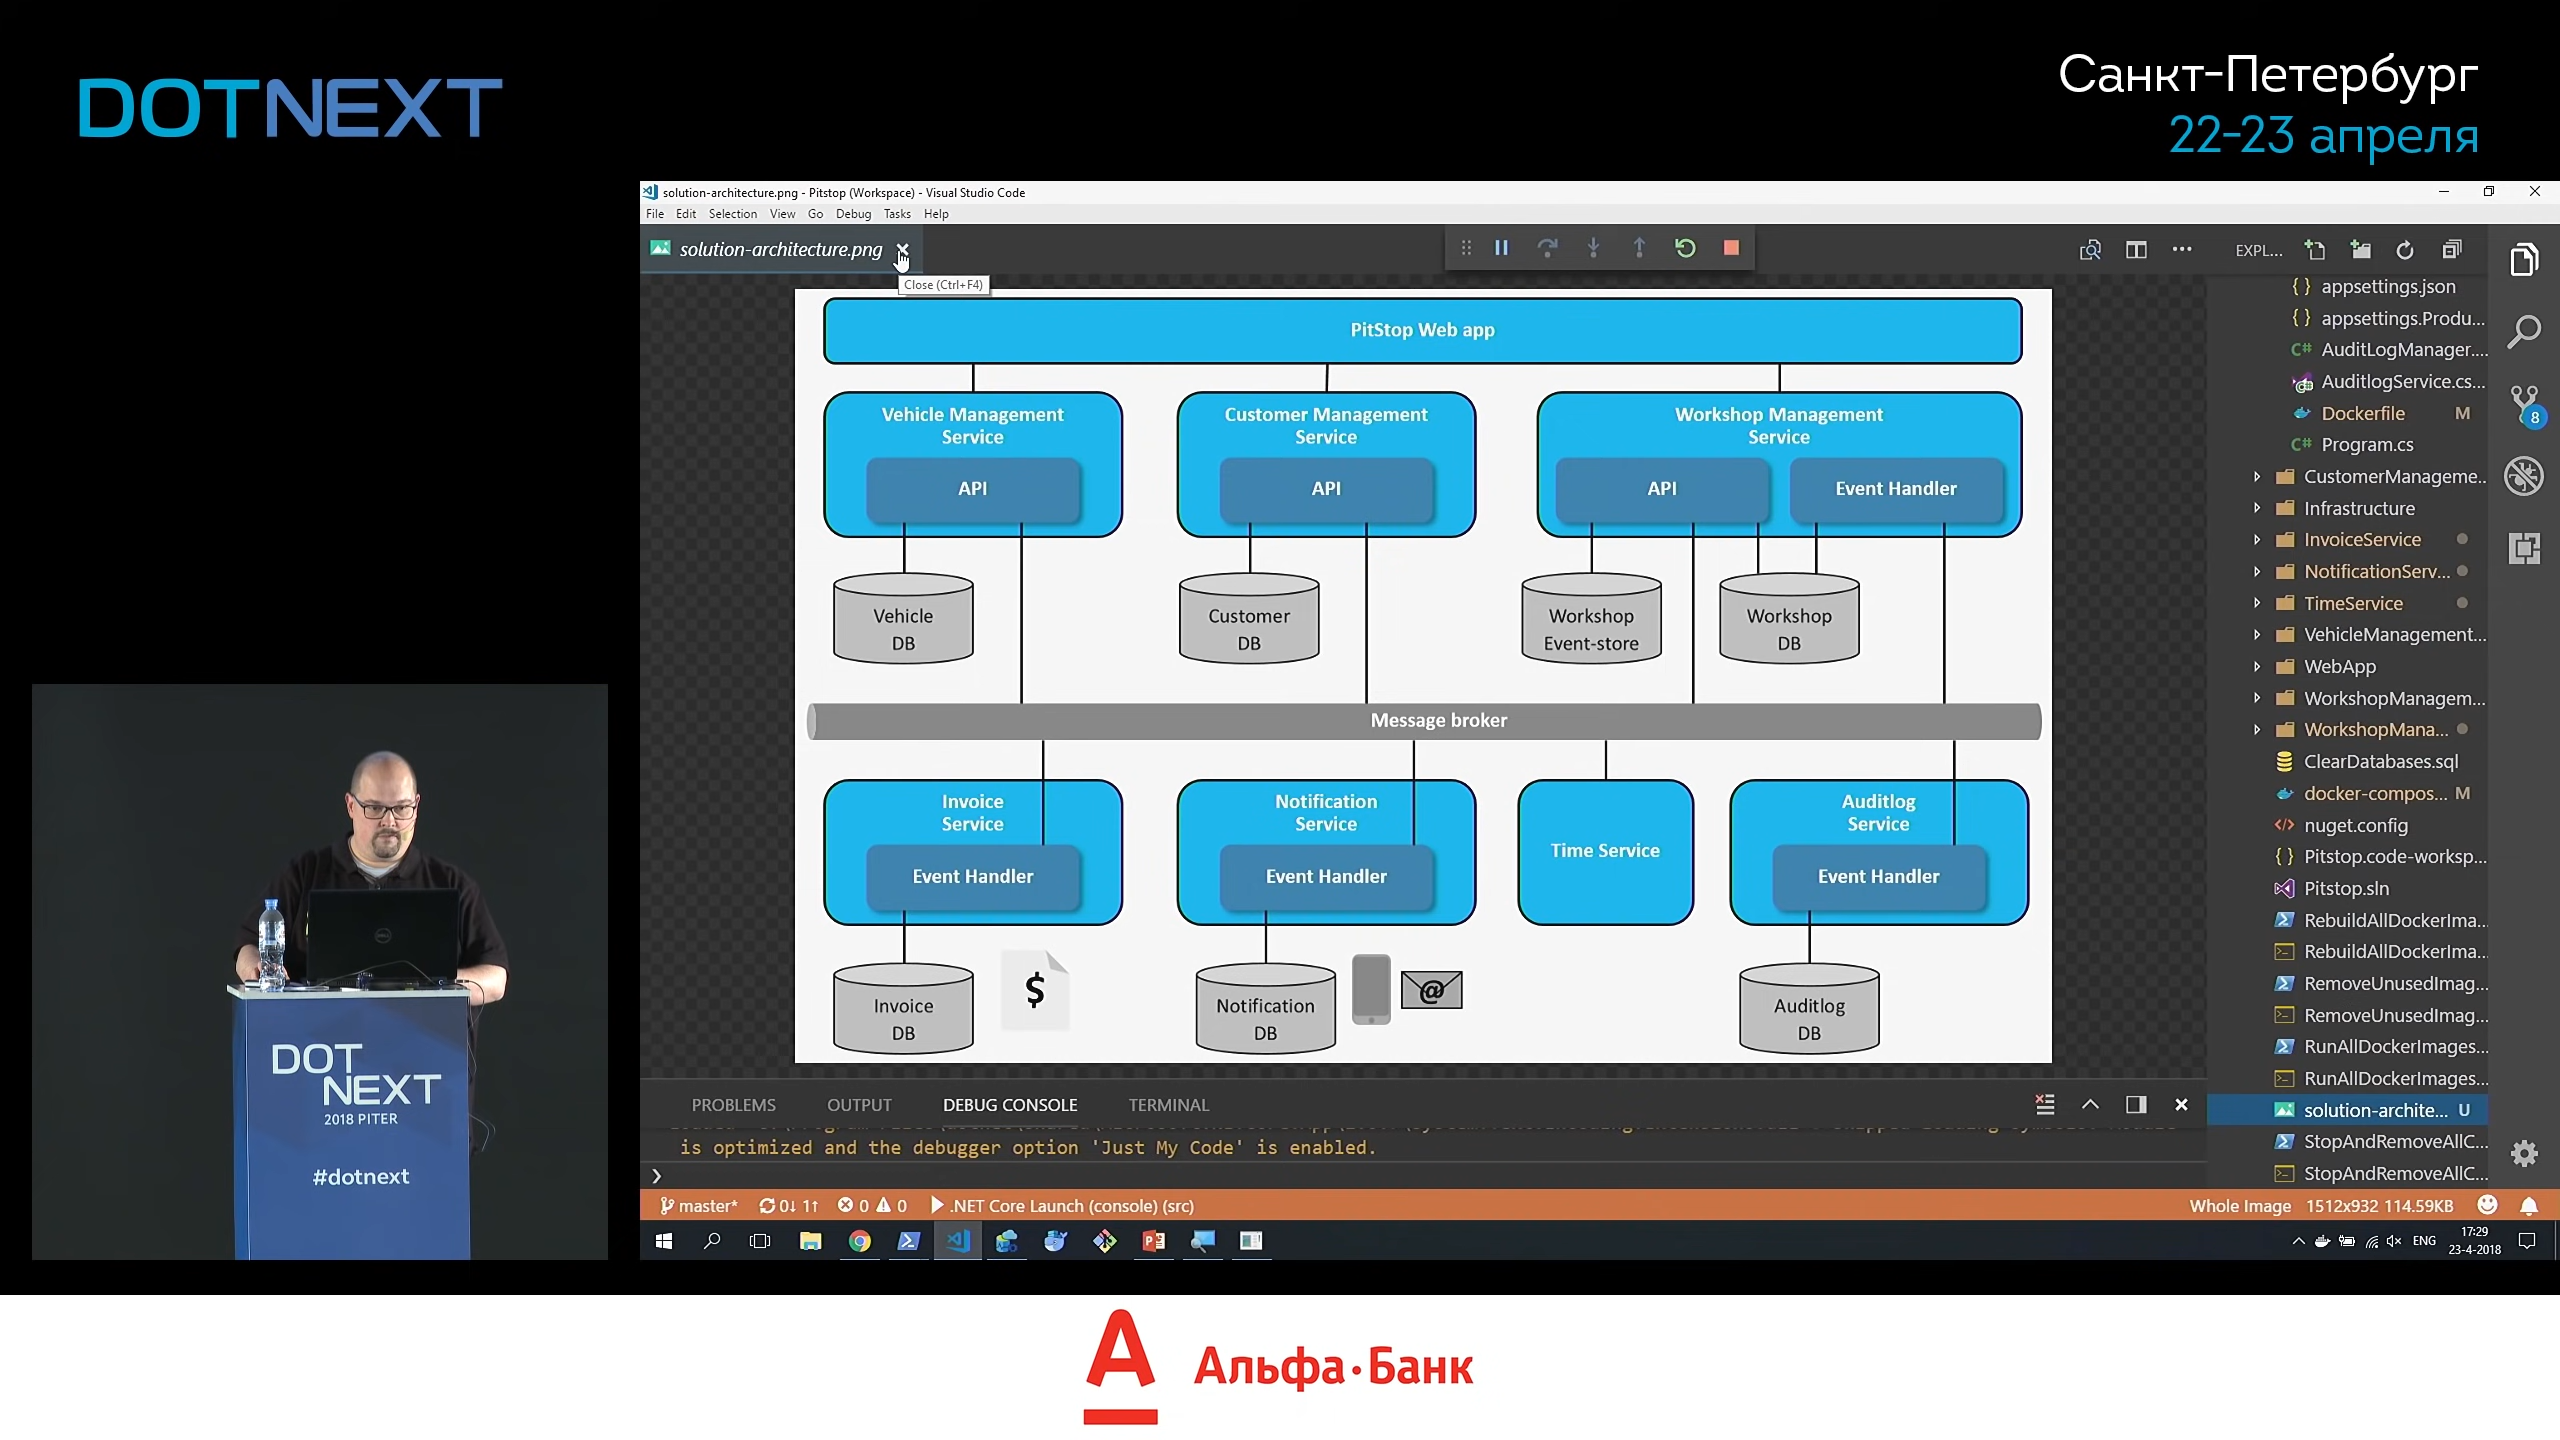 DOTNEXT
Санкт-Петербург
22-23 апреля
solution-architecture.png - Pitstop (Workspace) - Visual Studio Code
File Edit Selection View Go Debug Tasks Help
solution-architecture.png
Close (Ctrl+F4)
EXPL...
PitStop Web app
Vehicle Management
Service
API
Customer Management
Service
API
Workshop Management
Service
API
Event Handler
Vehicle
DB
Customer
DB
Workshop
Event-store
Workshop
DB
Message broker
Invoice
Service
Event Handler
Notification
Service
Event Handler
Time Service
Auditlog
Service
Event Handler
Invoice
DB
$
Notification
DB
@
Auditlog
DB
appsettings.json
appsettings.Produ...
C# AuditLogManager....
AuditlogService.cs...
Dockerfile M
C# Program.cs
CustomerManageme...
Infrastructure
InvoiceService
NotificationServ...
TimeService
VehicleManagement...
WebApp
WorkshopManagem...
WorkshopMana...
ClearDatabases.sql
docker-compos... M
nuget.config
Pitstop.code-worksp...
Pitstop.sln
RebuildAllDockerIma...
RebuildAllDockerIma...
RemoveUnusedImag...
RemoveUnusedImag...
RunAllDockerImages...
RunAllDockerImages...
solution-archite... U
StopAndRemoveAllC...
StopAndRemoveAllC...
8
PROBLEMS OUTPUT DEBUG CONSOLE TERMINAL
is optimized and the debugger option 'Just My Code' is enabled.
master* 0↓ 1↑ 0 0 .NET Core Launch (console) (src)
Whole Image 1512x932 114.59KB
ENG
17:29
23-4-2018
DOT
NEXT
2018 PITER
#dotnext
Альфа·Банк